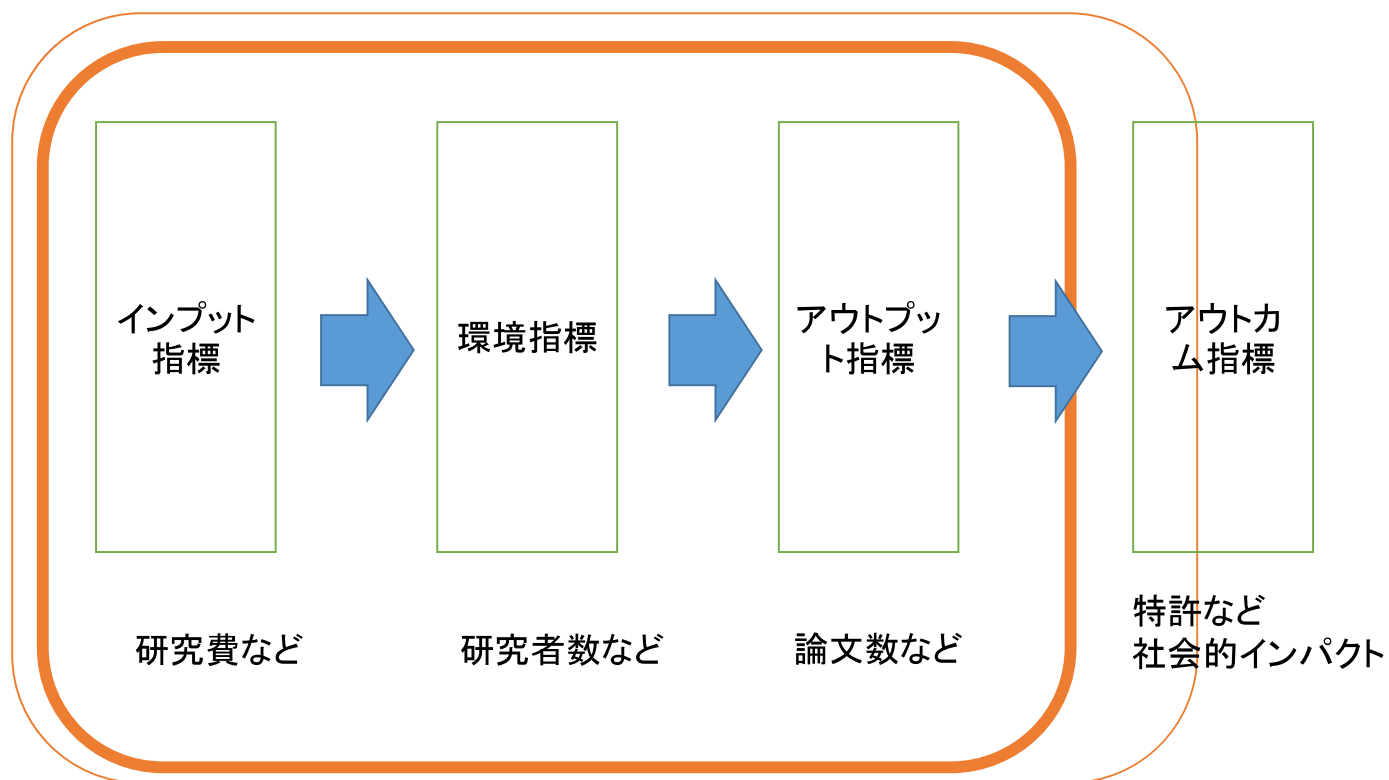 インプット
指標
環境指標
アウトプッ
ト指標
アウトカ
ム指標
研究費など
研究者数など
論文数など
特許など
社会的インパクト